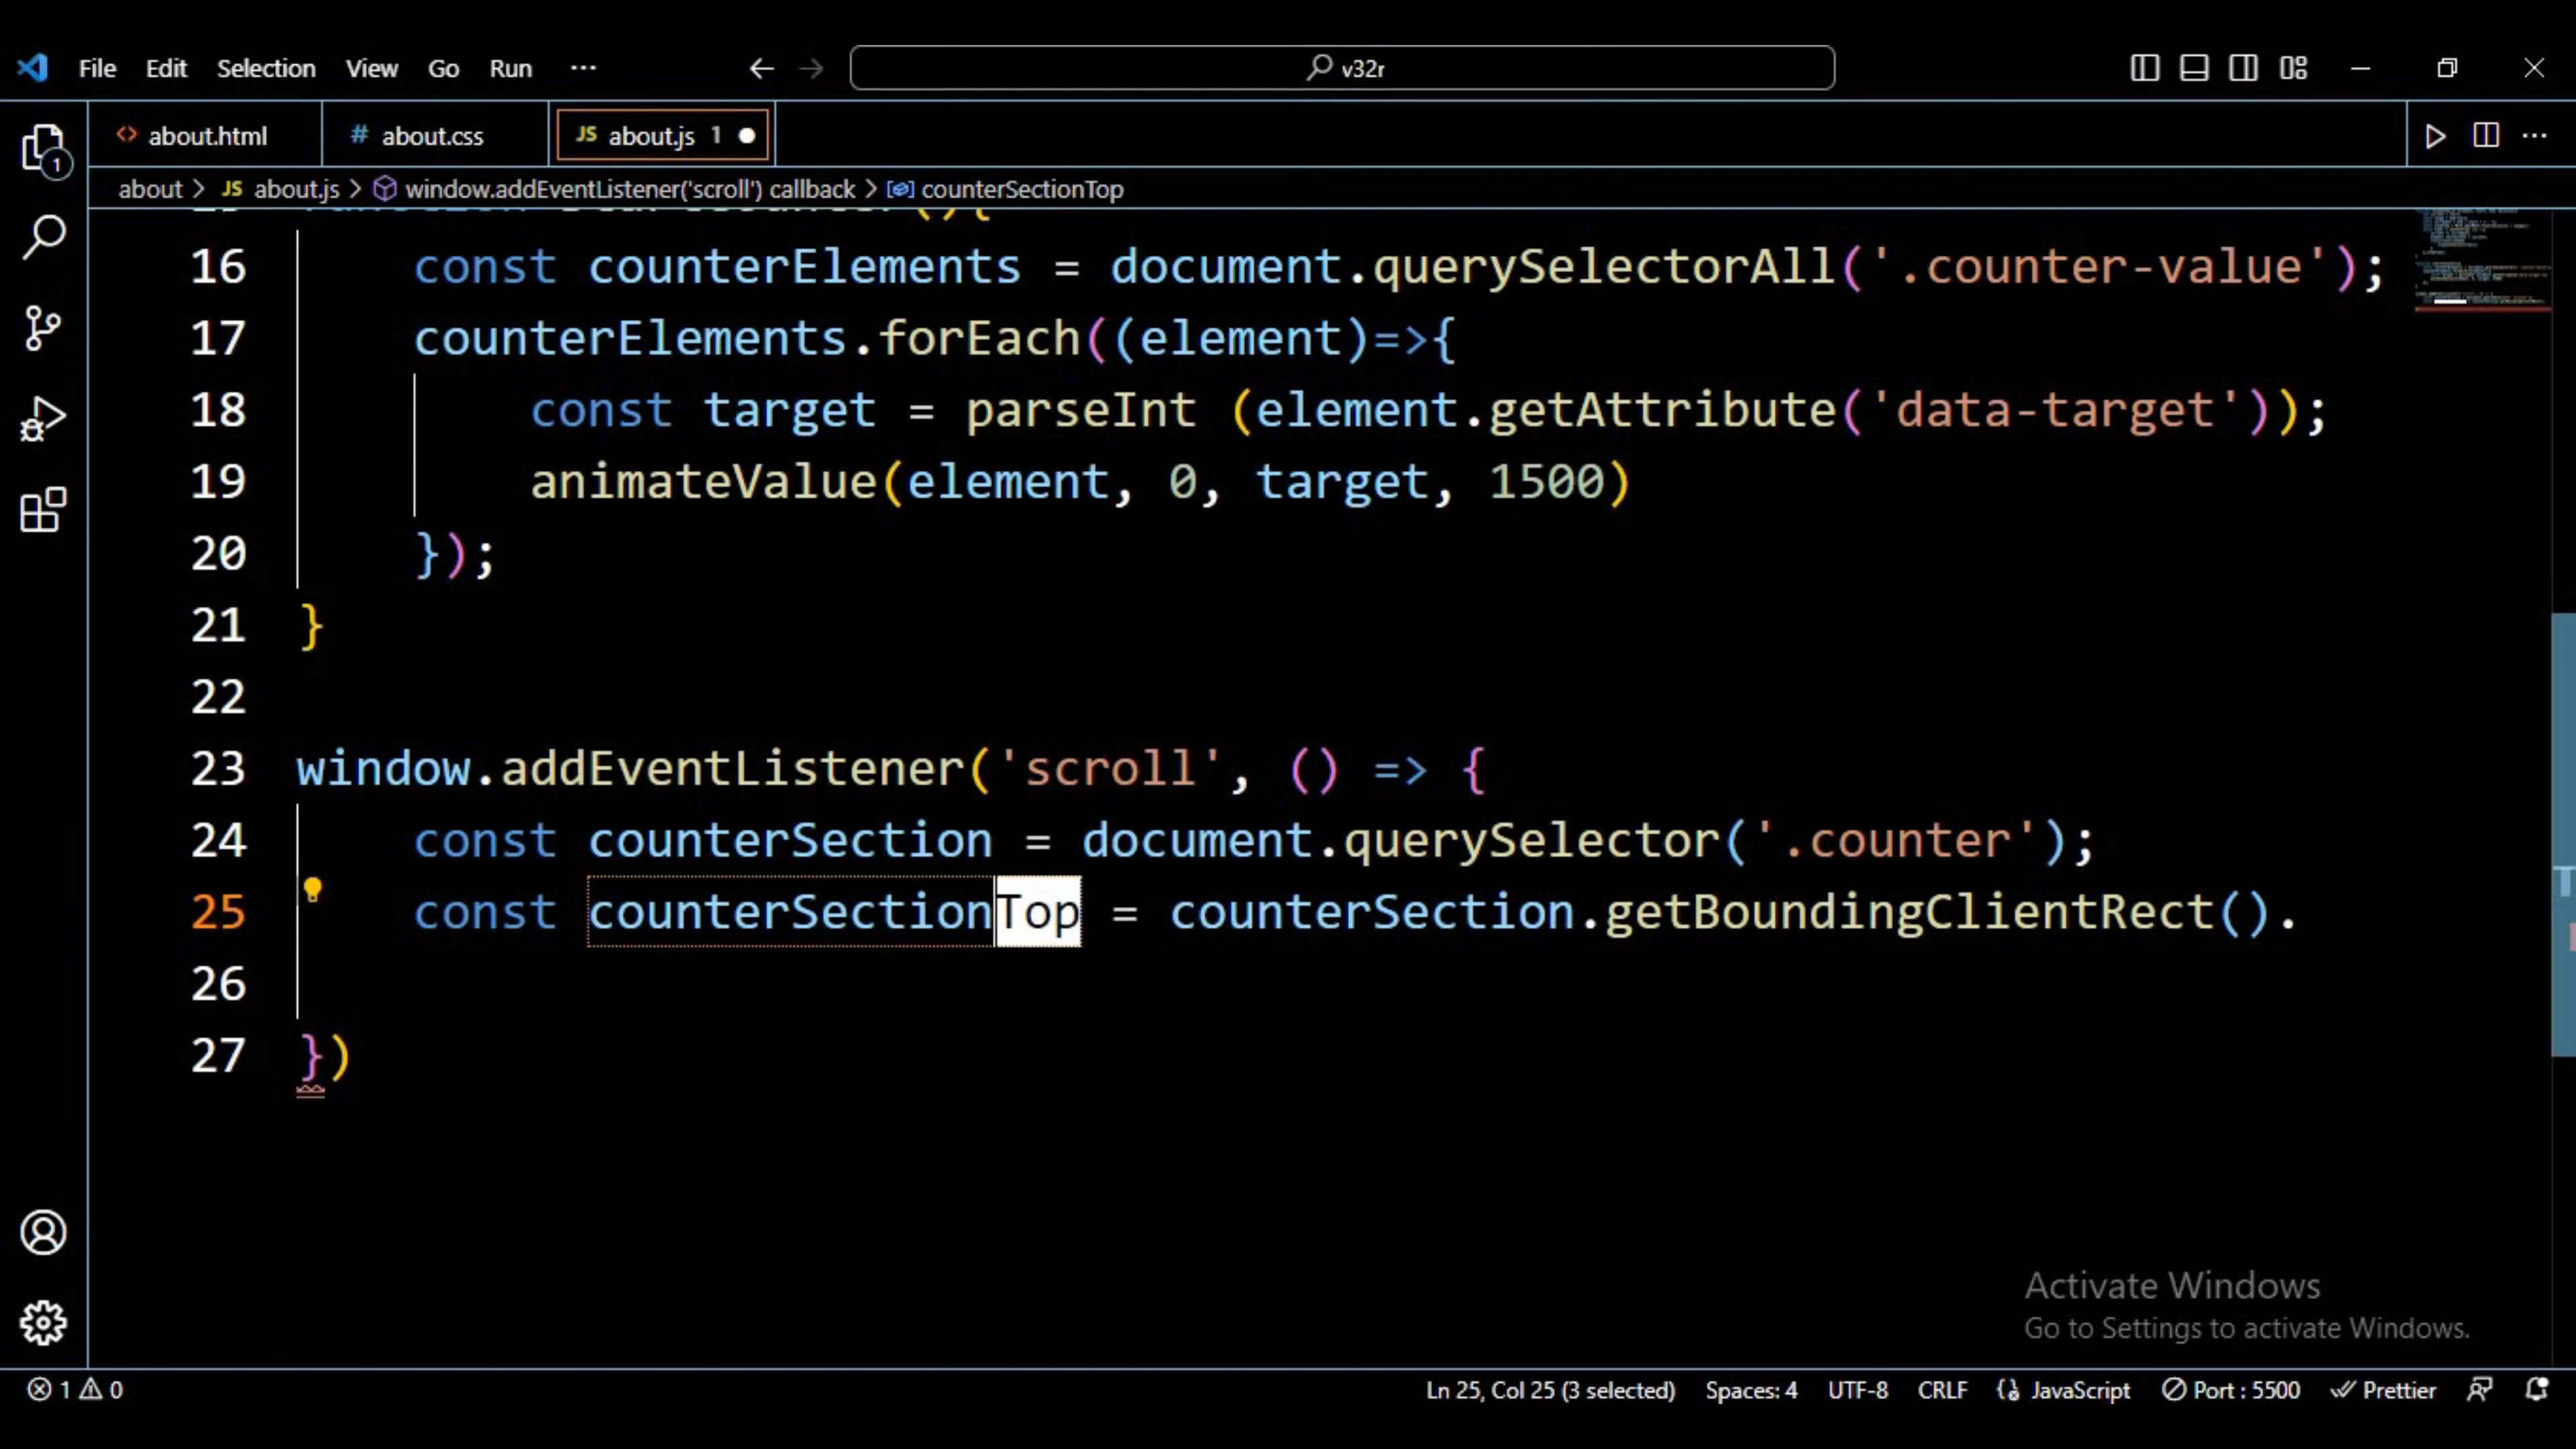 File Edit Selection View Go Run ··· v32r
1
about.html # about.css JS about.js 1
about > JS about.js > window.addEventListener('scroll') callback > counterSectionTop
16 const counterElements = document.querySelectorAll('.counter-value');
17 counterElements.forEach((element)=>{
18 const target = parseInt (element.getAttribute('data-target'));
19 animateValue(element, 0, target, 1500)
20 });
21 }
22
23 window.addEventListener('scroll', () => {
24 const counterSection = document.querySelector('.counter');
25 const counterSectionTop = counterSection.getBoundingClientRect().
26
27 })
Activate Windows
Go to Settings to activate Windows.
1 0 Ln 25, Col 25 (3 selected) Spaces: 4 UTF-8 CRLF JavaScript Port : 5500 Prettier